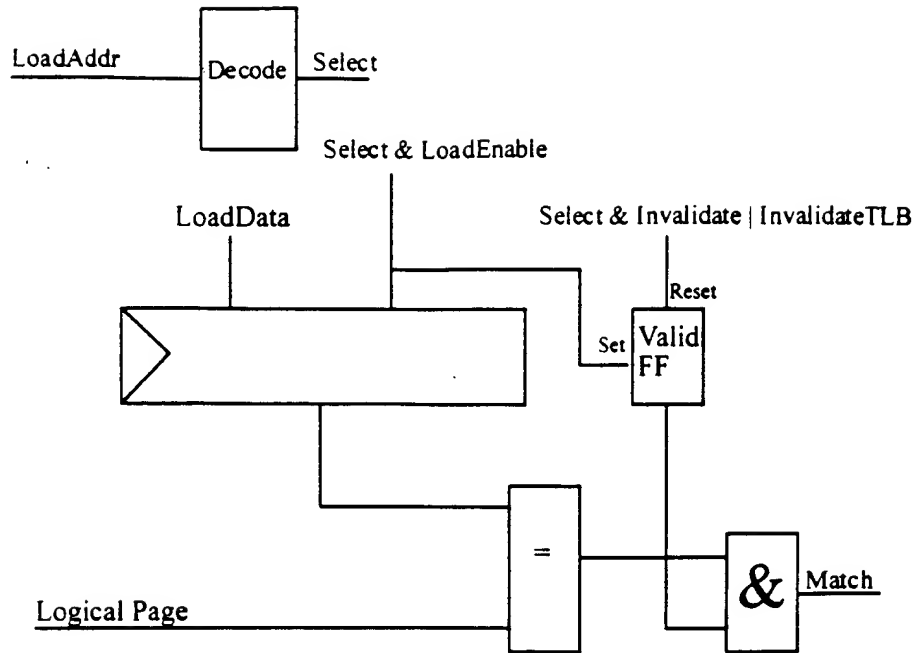 LoadAddr
Decode
Select
Select & LoadEnable
LoadData
Select & Invalidate | InvalidateTLB
Reset
Set
Valid
FF
=
&
Match
Logical Page